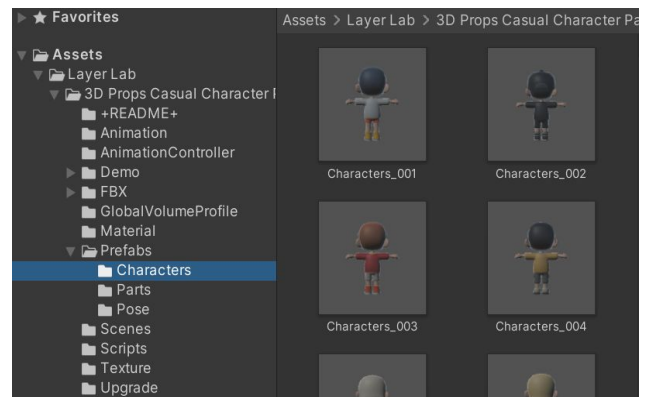 Favorites
Assets
Layer Lab
3D Props Casual Character
+README+
Animation
AnimationController
Demo
FBX
GlobalVolumeProfile
Material
Prefabs
Characters
Parts
Pose
Scenes
Scripts
Texture
Upgrade
Assets > Layer Lab > 3D Props Casual Character Pa
Characters_001
Characters_002
Characters_003
Characters_004